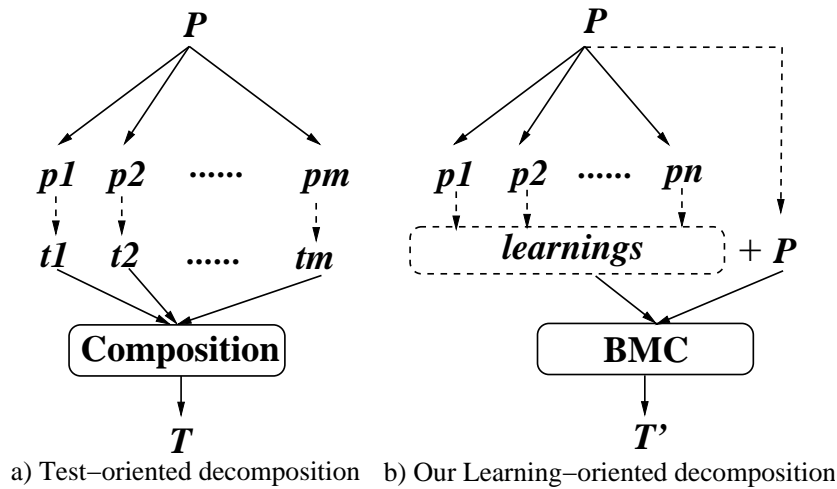 P
p1 p2 ...... pm
t1 t2 ...... tm
Composition
T
a) Test-oriented decomposition
P
p1 p2 ...... pn
learnings + P
BMC
T'
b) Our Learning-oriented decomposition